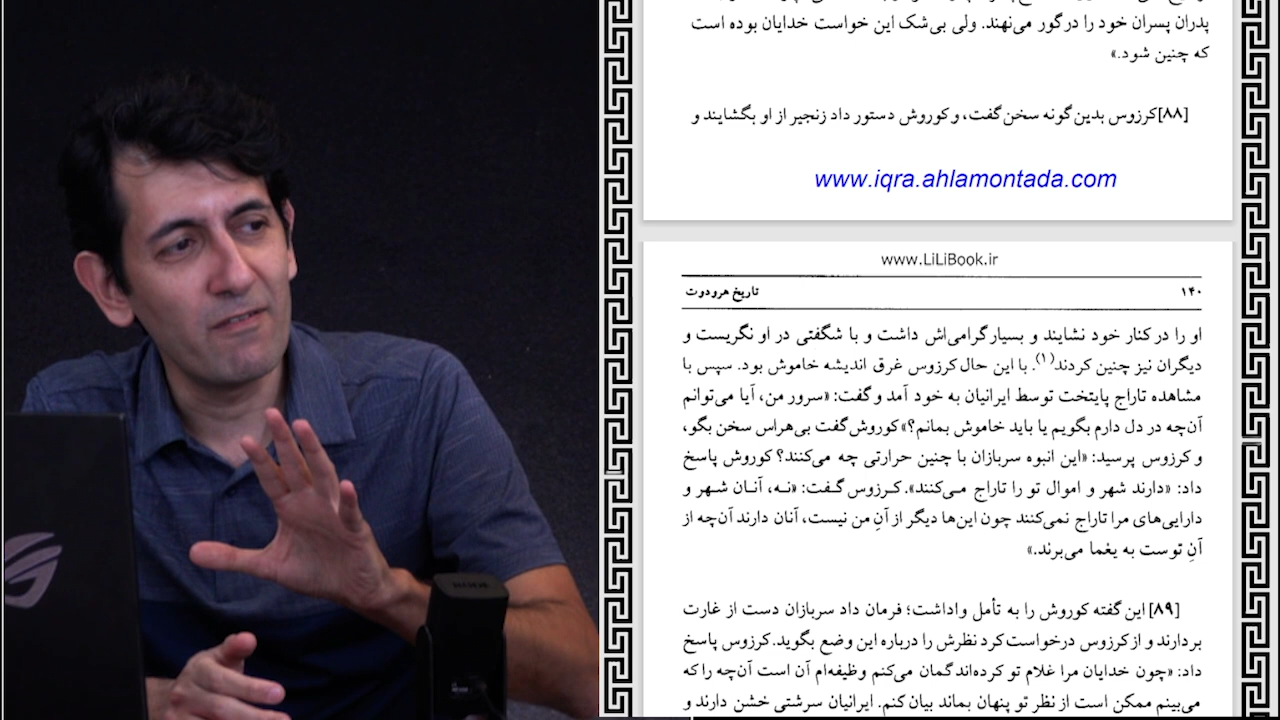 پدران پسران خود را در گور می‌نهند. ولی بی‌شک این خواست خدایان بوده است
که چنین شود.»
[۸۸] کرزوس بدین گونه سخن گفت، و کوروش دستور داد زنجیر از او بگشایند و
www.iqra.ahlamontada.com
www.LiLiBook.ir
۱۴۰
تاریخ هرودوت
او را در کنار خود نشایند و بسیار گرامی‌اش داشت و با شگفتی در او نگریست و
دیگران نیز چنین کردند(۱). با این حال کرزوس غرق اندیشه خاموش بود. سپس با
مشاهده تاراج پایتخت توسط ایرانیان به خود آمد و گفت: «سرور من، آیا می‌توانم
آن‌چه در دل دارم بگویم یا باید خاموش بمانم؟» کوروش گفت بی‌هراس سخن بگو،
و کرزوس پرسید: «این انبوه سربازان با چنین حرارتی چه می‌کنند؟ کوروش پاسخ
داد: «دارند شهر و اموال تو را تاراج می‌کنند». کرزوس گفت: «نه، آنان شهر و
دارایی‌های مرا تاراج نمی‌کنند چون این‌ها دیگر از آنِ من نیست، آنان دارند آن‌چه از
آنِ توست به یغما می‌برند.»
[۸۹] این گفته کوروش را به تأمل واداشت؛ فرمان داد سربازان دست از غارت
بردارند و از کرزوس درخواست کرد نظرش را درباره این وضع بگوید. کرزوس پاسخ
داد: «چون خدایان مرا غلام تو کرده‌اند گمان می‌کنم وظیفه‌ام آن است آن‌چه را که
می‌بینم ممکن است از نظر تو پنهان بماند بیان کنم. ایرانیان سرشتی خشن دارند و